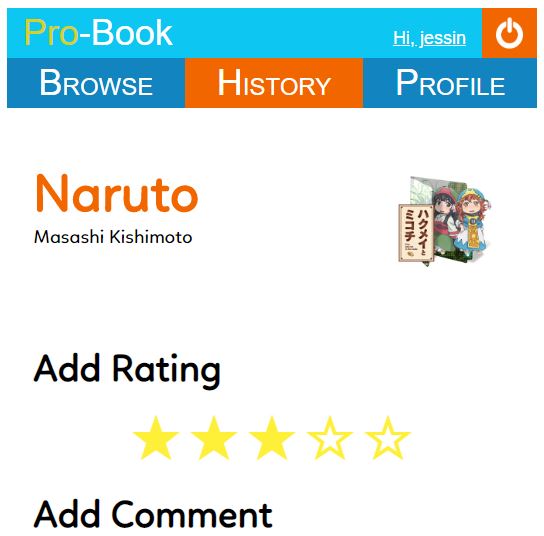 Pro-Book
Hi, jessin
BROWSE
HISTORY
PROFILE
Naruto
Masashi Kishimoto
ハクメイと
ミコチ
Add Rating
Add Comment